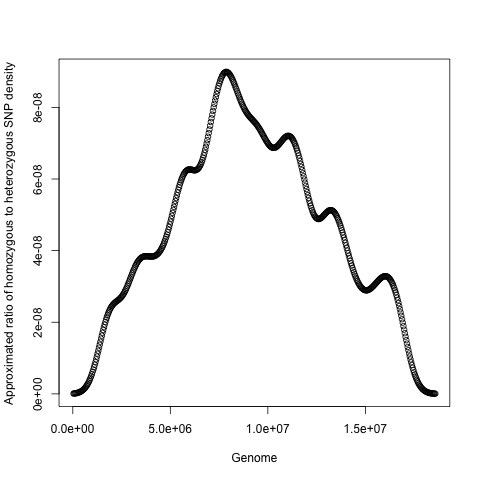 Approximated ratio of homozygous to heterozygous SNP density
8e-08
6e-08
4e-08
2e-08
0e+00
0.0e+00 5.0e+06 1.0e+07 1.5e+07
Genome